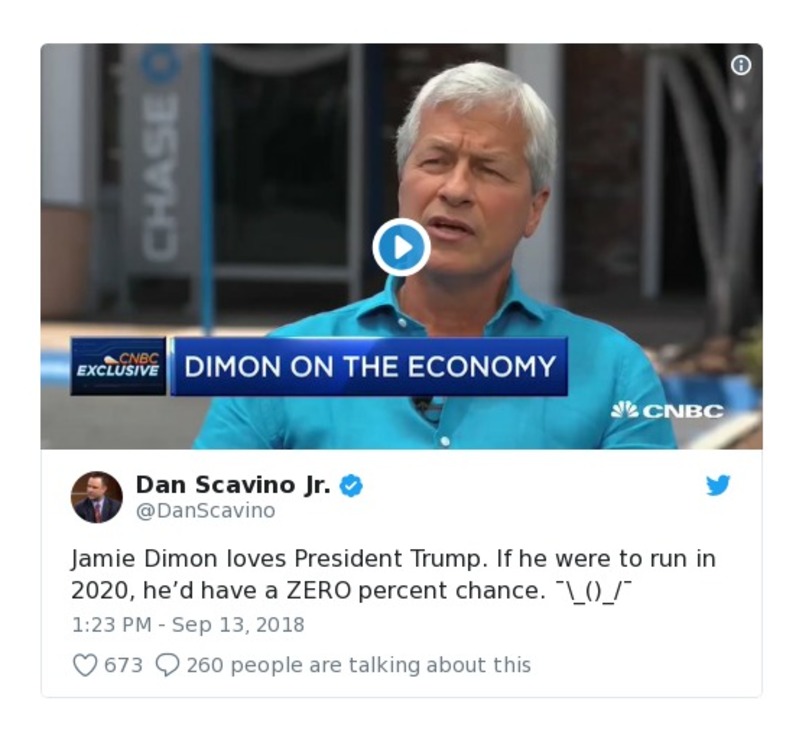 CHASE
CNBC
EXCLUSIVE
DIMON ON THE ECONOMY
CNBC
Dan Scavino Jr.
@DanScavino
Jamie Dimon loves President Trump. If he were to run in
2020, he’d have a ZERO percent chance. ¯\_()_/¯
1:23 PM - Sep 13, 2018
673 260 people are talking about this